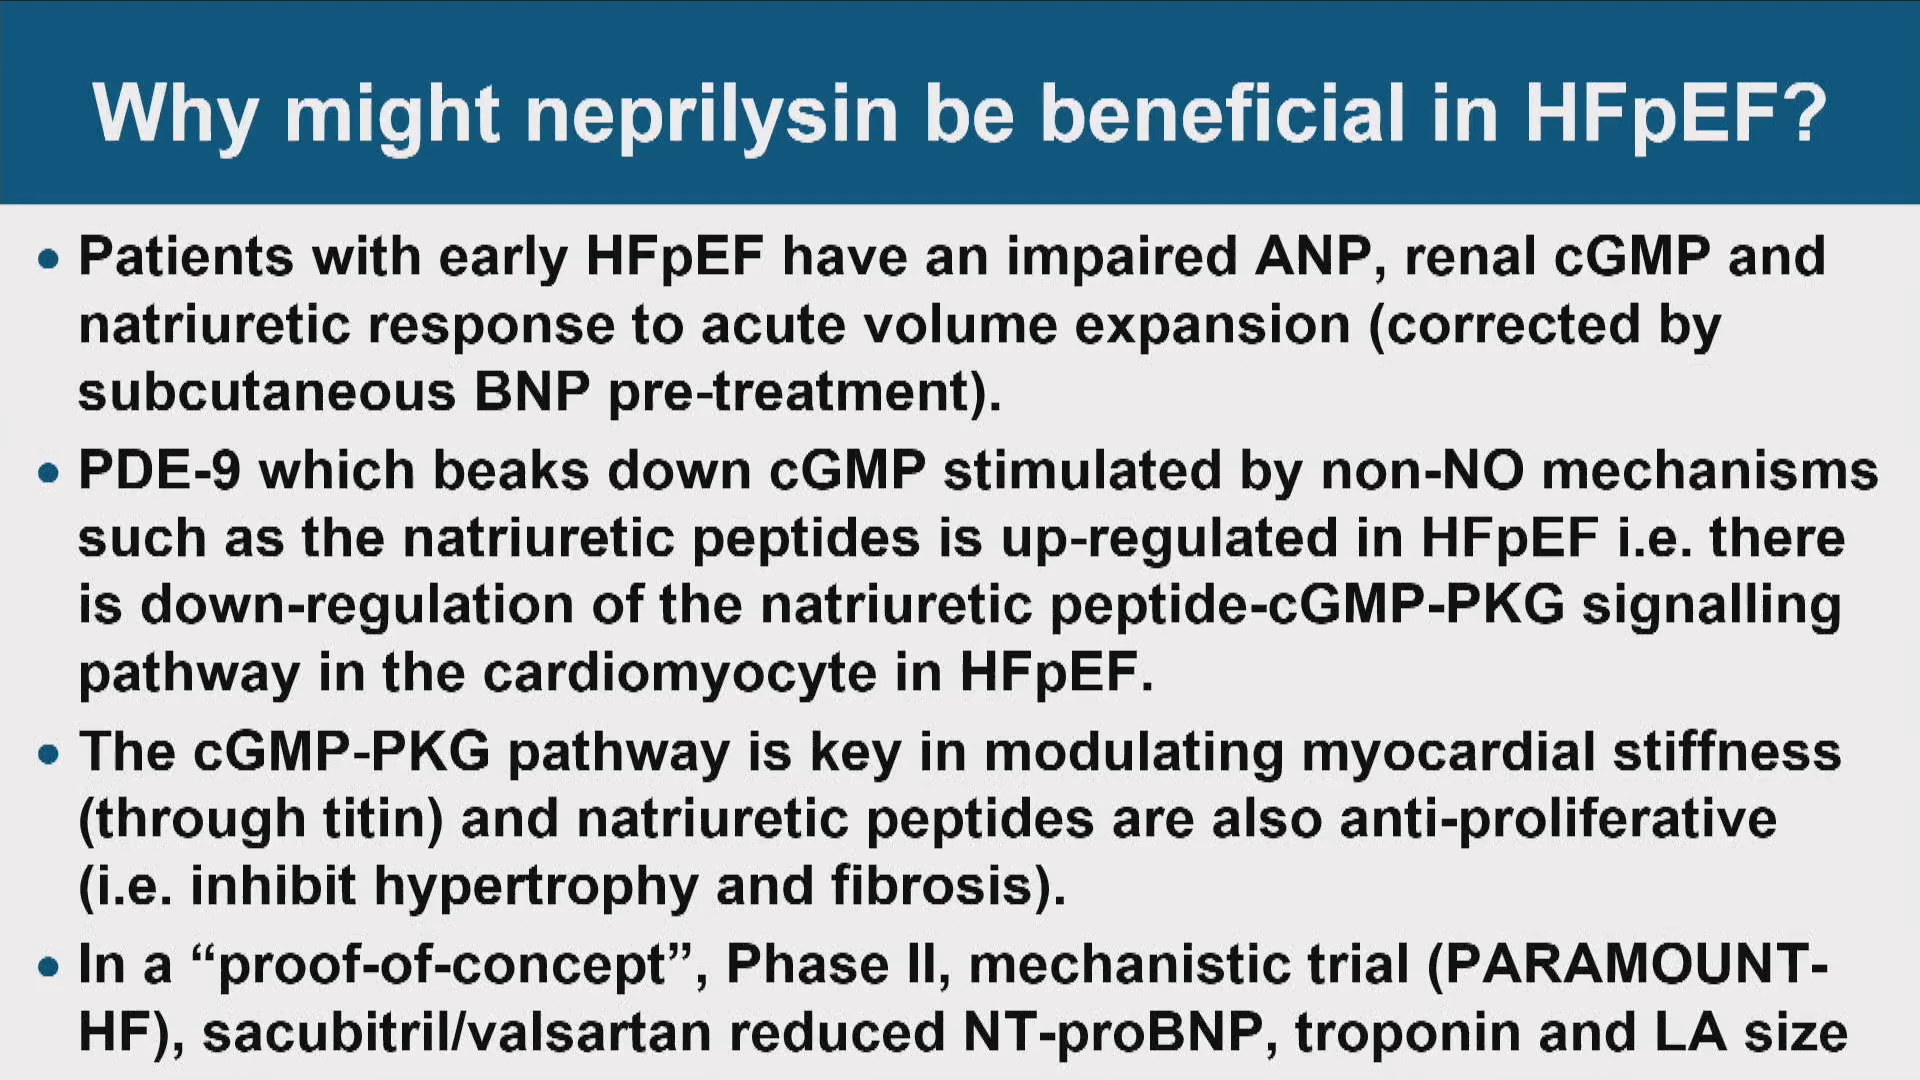 Why might neprilysin be beneficial in HFpEF?
• Patients with early HFpEF have an impaired ANP, renal cGMP and
natriuretic response to acute volume expansion (corrected by
subcutaneous BNP pre-treatment).
• PDE-9 which beaks down cGMP stimulated by non-NO mechanisms
such as the natriuretic peptides is up-regulated in HFpEF i.e. there
is down-regulation of the natriuretic peptide-cGMP-PKG signalling
pathway in the cardiomyocyte in HFpEF.
• The cGMP-PKG pathway is key in modulating myocardial stiffness
(through titin) and natriuretic peptides are also anti-proliferative
(i.e. inhibit hypertrophy and fibrosis).
• In a “proof-of-concept”, Phase II, mechanistic trial (PARAMOUNT-
HF), sacubitril/valsartan reduced NT-proBNP, troponin and LA size